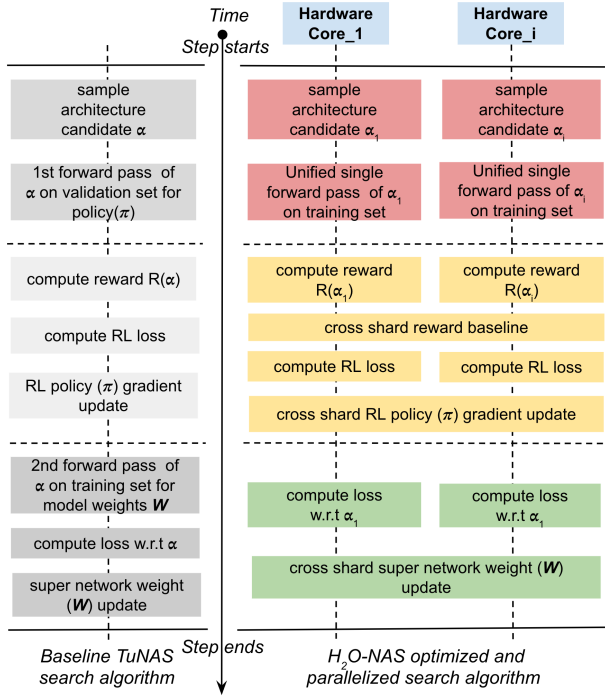 Time
Step starts
Hardware
Core_1
Hardware
Core_i
sample
architecture
candidate α
1st forward pass of
α on validation set for
policy(π)
compute reward R(α)
compute RL loss
RL policy (π) gradient
update
2nd forward pass of
α on training set for
model weights W
compute loss w.r.t α
super network weight
(W) update
sample
architecture
candidate α₁
sample
architecture
candidate αᵢ
Unified single
forward pass of α₁
on training set
Unified single
forward pass of αᵢ
on training set
compute reward
R(α₁)
compute reward
R(αᵢ)
cross shard reward baseline
compute RL loss
compute RL loss
cross shard RL policy (π) gradient update
compute loss
w.r.t α₁
compute loss
w.r.t α₁
cross shard super network weight (W)
update
Step ends
Baseline TuNAS
search algorithm
H₂O-NAS optimized and
parallelized search algorithm